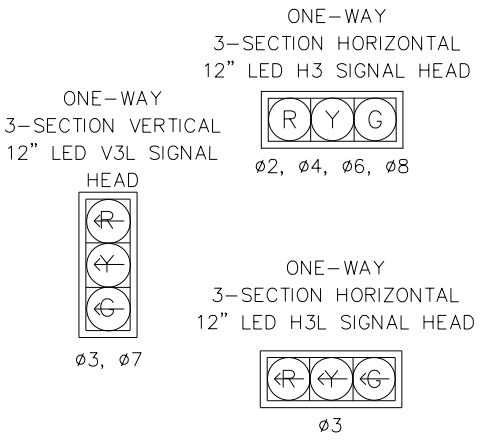 ONE-WAY
3-SECTION HORIZONTAL
12” LED H3 SIGNAL HEAD
R Y G
ø2, ø4, ø6, ø8
ONE-WAY
3-SECTION VERTICAL
12” LED V3L SIGNAL
HEAD
R
Y
G
ø3, ø7
ONE-WAY
3-SECTION HORIZONTAL
12” LED H3L SIGNAL HEAD
R Y G
ø3